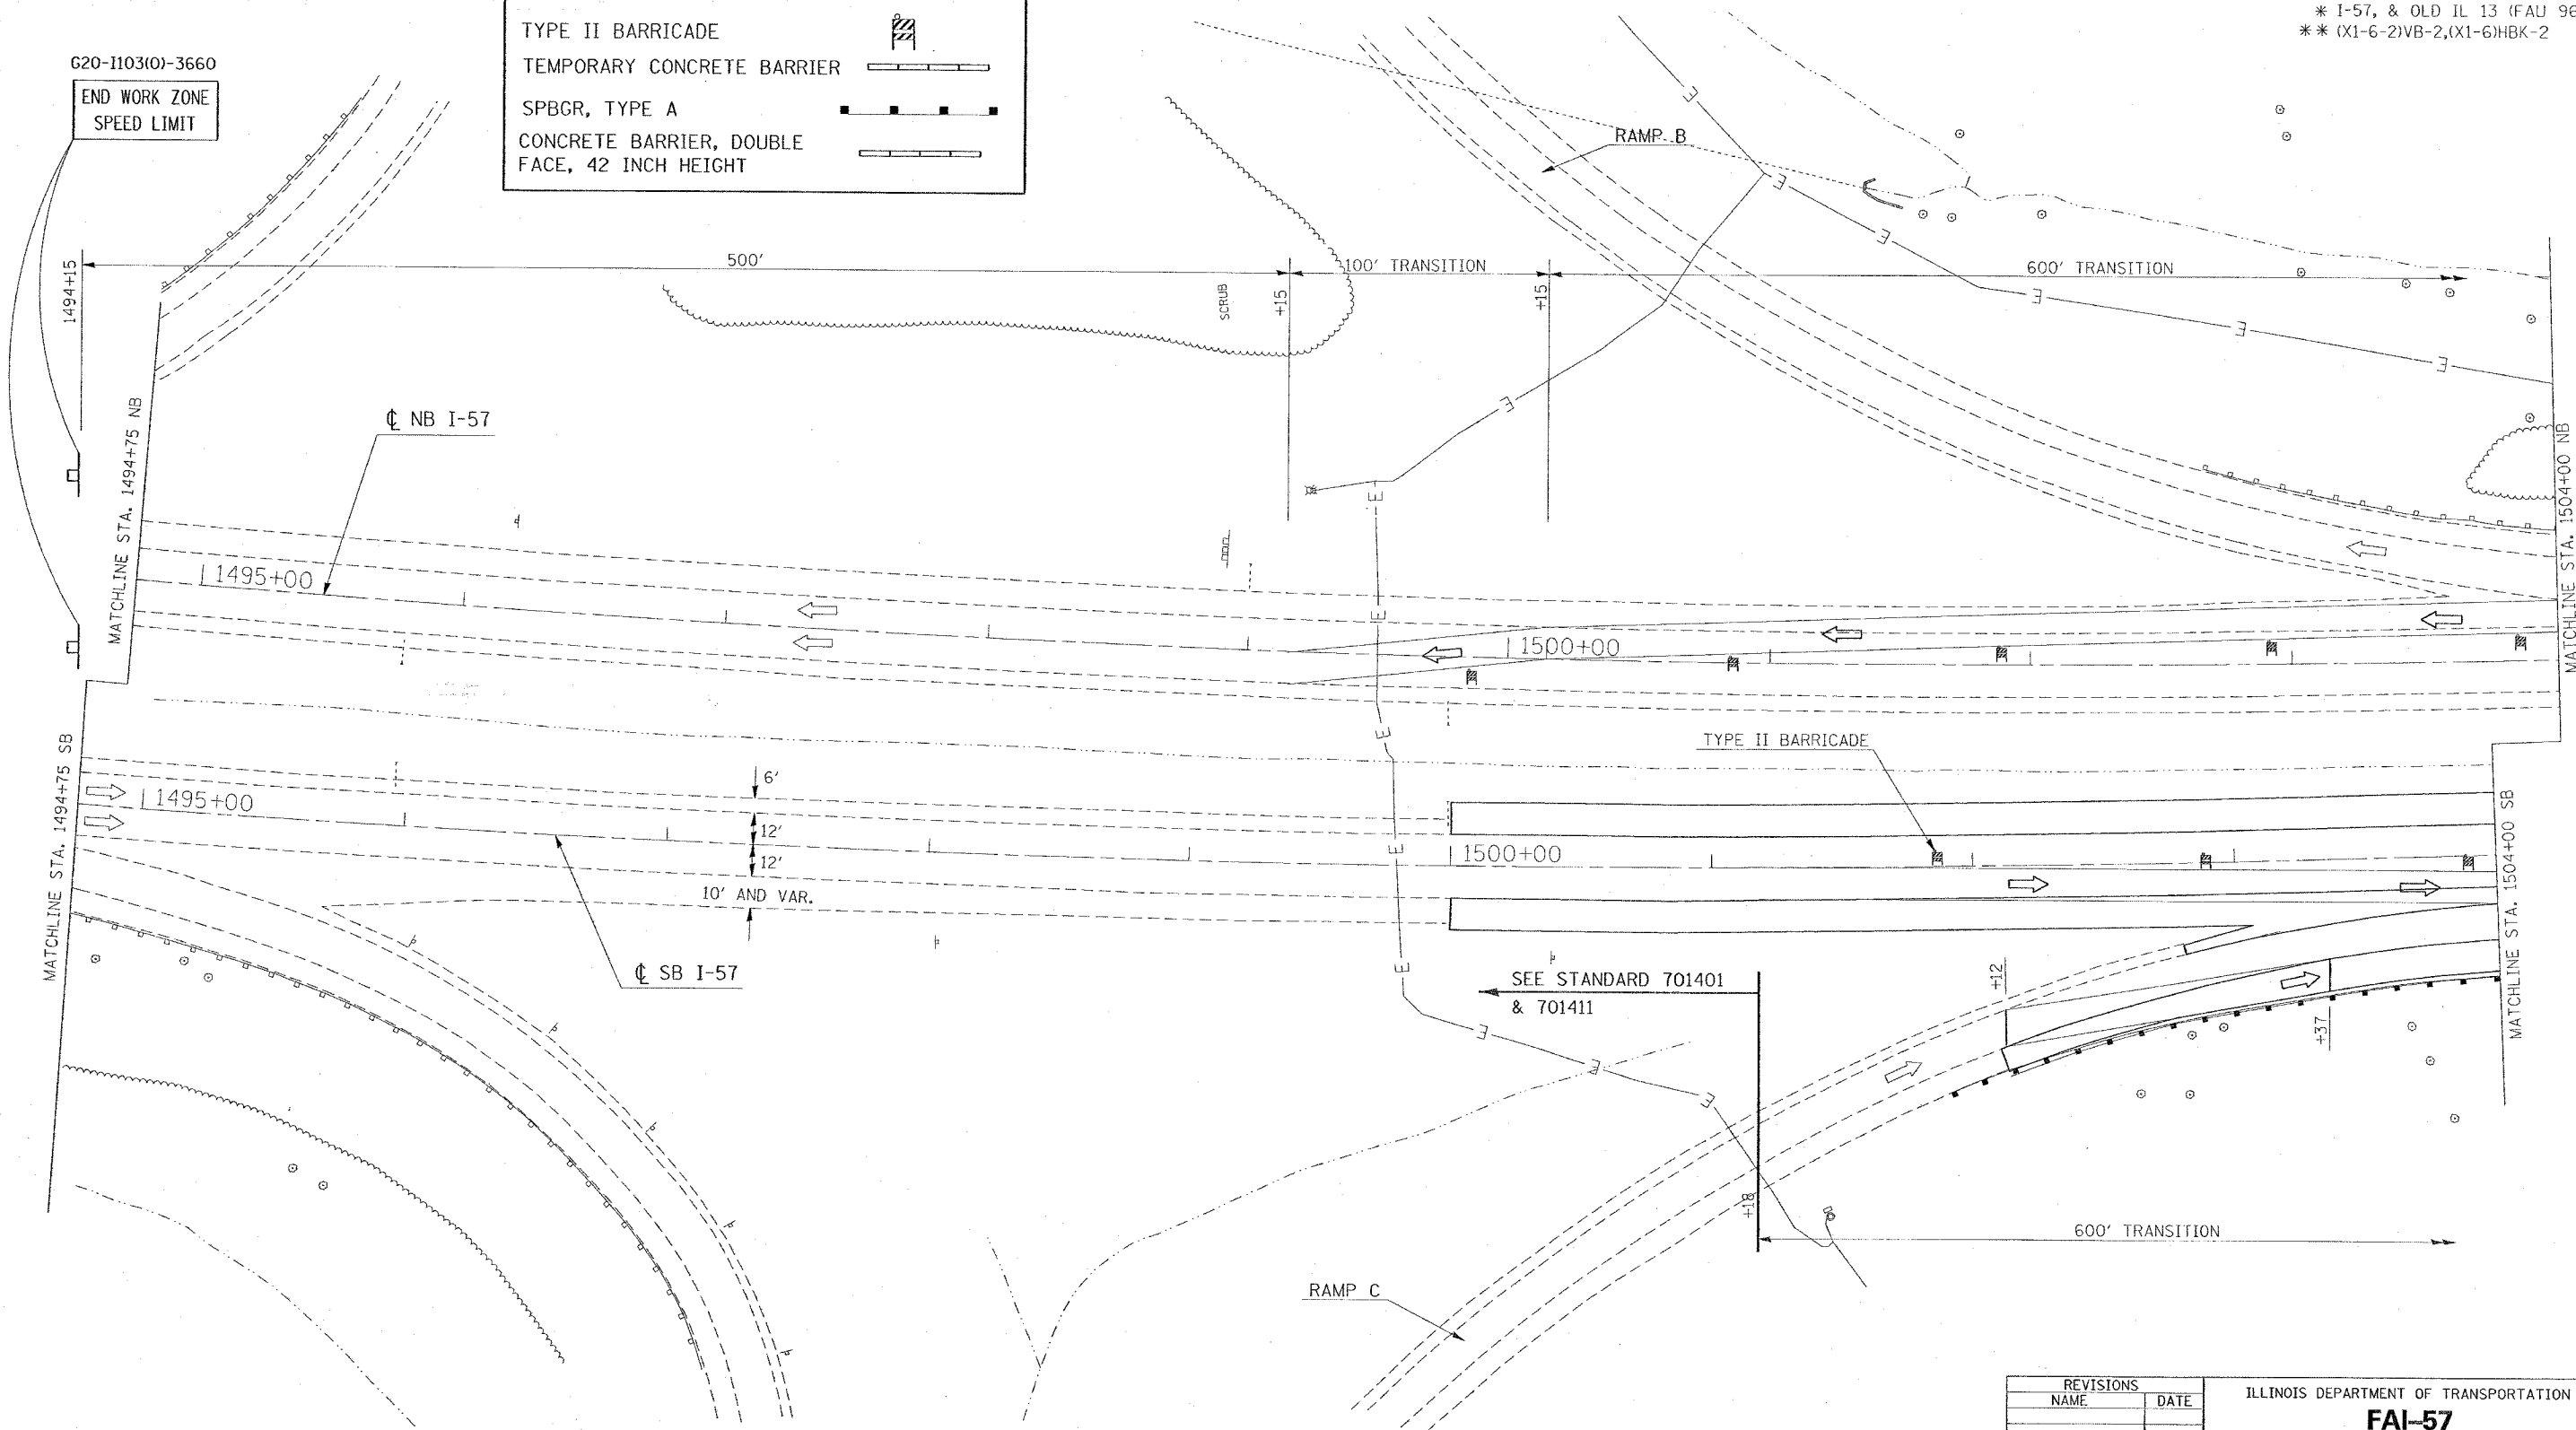 * I-57, & OLD IL 13 (FAU 96
** (X1-6-2)VB-2,(X1-6)HBK-2
TYPE II BARRICADE
TEMPORARY CONCRETE BARRIER
SPBGR, TYPE A
CONCRETE BARRIER, DOUBLE
FACE, 42 INCH HEIGHT
G20-I103(0)-3660
END WORK ZONE
SPEED LIMIT
RAMP B
1494+15
500'
SCRUB
+15
100' TRANSITION
+15
600' TRANSITION
E
E
E
E
E
E
E
℄ NB I-57
MATCHLINE STA. 1494+75 NB
MATCHLINE STA. 1504+00 NB
1495+00
1500+00
E
E
E
TYPE II BARRICADE
MATCHLINE STA. 1494+75 SB
MATCHLINE STA. 1504+00 SB
1495+00
6'
12'
12'
10' AND VAR.
1500+00
E
E
℄ SB I-57
SEE STANDARD 701401
& 701411
+12
+37
E
E
E
+18
600' TRANSITION
RAMP C
REVISIONS
NAME DATE
ILLINOIS DEPARTMENT OF TRANSPORTATION
FAI-57